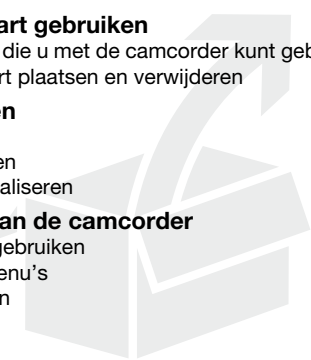 art gebruiken
die u met de camcorder kunt geb
rt plaatsen en verwijderen
en
en
aliseren
an de camcorder
gebruiken
enu's
n